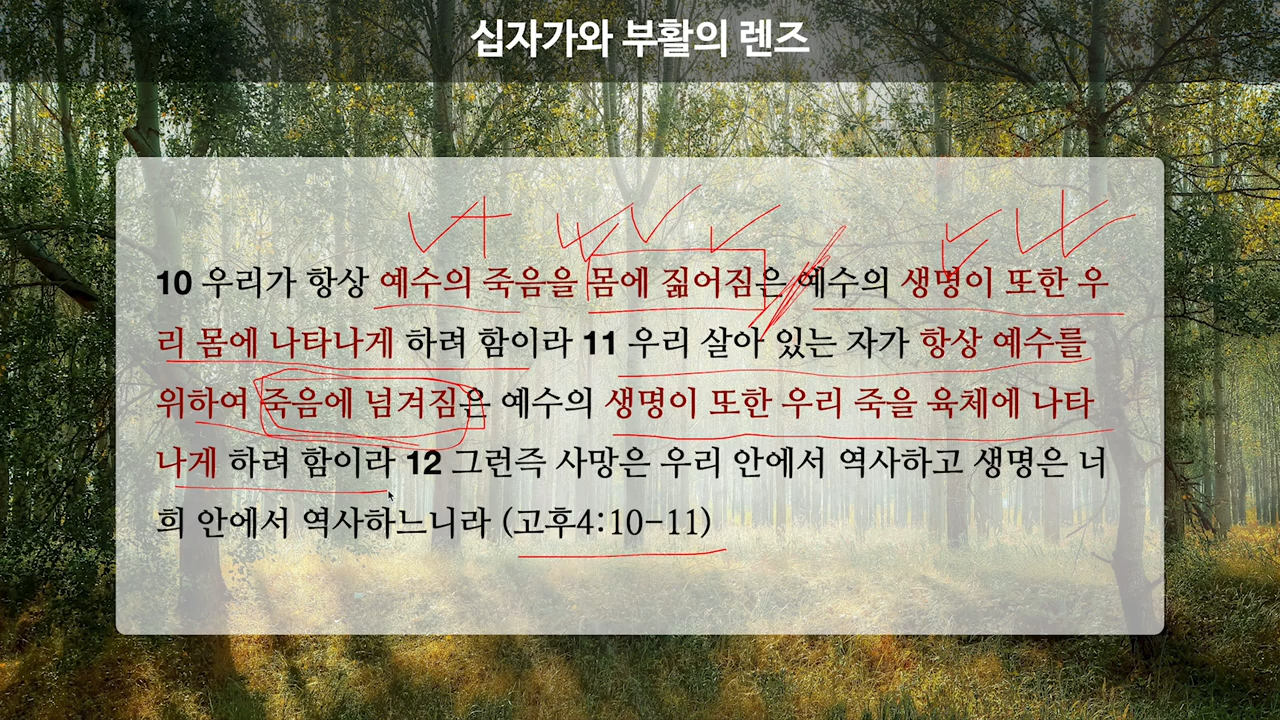 십자가와 부활의 렌즈
10 우리가 항상 예수의 죽음을 몸에 짊어짐은 예수의 생명이 또한 우
리 몸에 나타나게 하려 함이라 11 우리 살아 있는 자가 항상 예수를
위하여 죽음에 넘겨짐은 예수의 생명이 또한 우리 죽을 육체에 나타
나게 하려 함이라 12 그런즉 사망은 우리 안에서 역사하고 생명은 너
희 안에서 역사하느니라 (고후4:10-11)